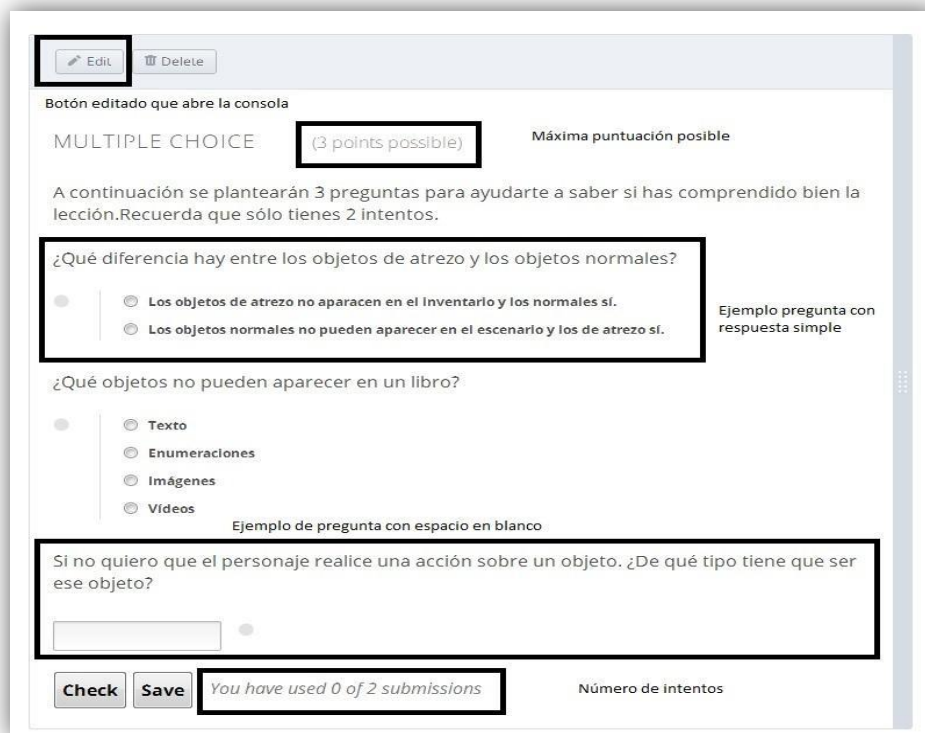 Edit Delete
Botón editado que abre la consola
MULTIPLE CHOICE (3 points possible) Máxima puntuación posible
A continuación se plantearán 3 preguntas para ayudarte a saber si has comprendido bien la
lección.Recuerda que sólo tienes 2 intentos.
¿Qué diferencia hay entre los objetos de atrezo y los objetos normales?
Los objetos de atrezo no aparacen en el inventario y los normales sí.
Los objetos normales no pueden aparecer en el escenario y los de atrezo sí.
Ejemplo pregunta con
respuesta simple
¿Qué objetos no pueden aparecer en un libro?
Texto
Enumeraciones
Imágenes
Vídeos
Ejemplo de pregunta con espacio en blanco
Si no quiero que el personaje realice una acción sobre un objeto. ¿De qué tipo tiene que ser
ese objeto?
Check Save You have used 0 of 2 submissions Número de intentos